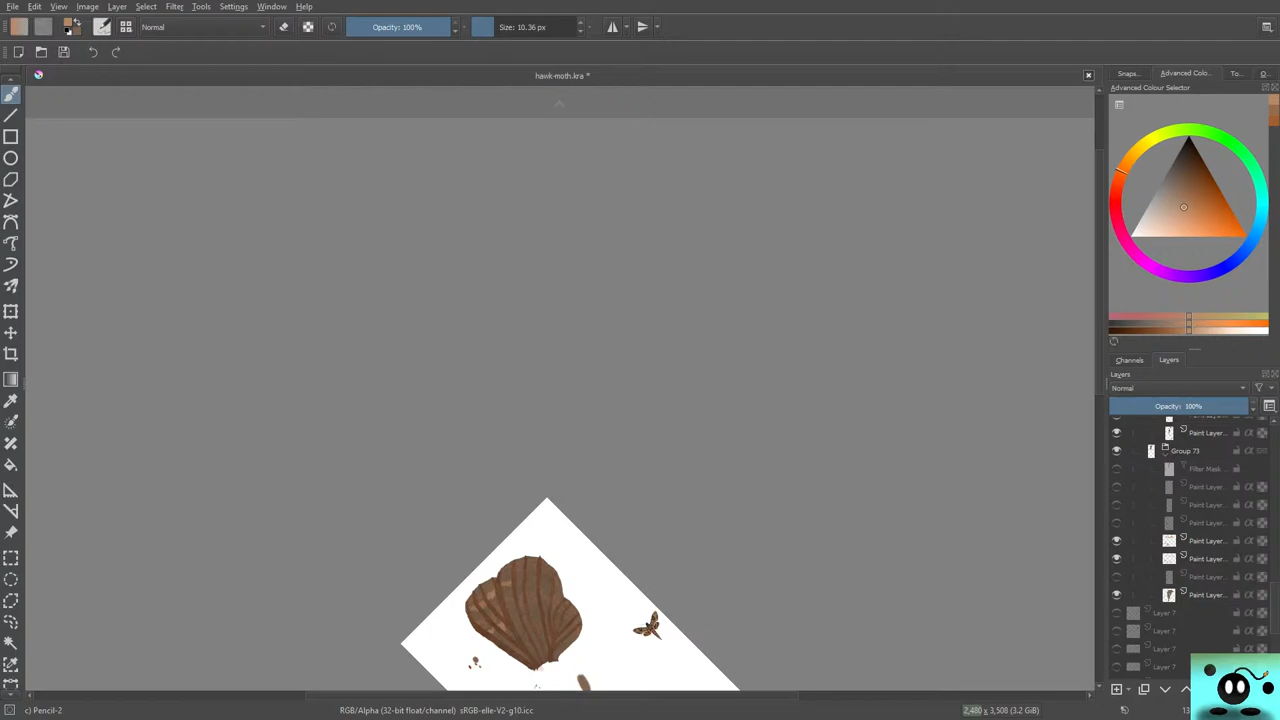 File Edit View Image Layer Select Filter Tools Settings Window Help
Normal Opacity: 100% Size: 10.36 px
hawk-moth.kra *
Snaps... Advanced Colo... To... O...
Advanced Colour Selector
Channels Layers
Layers
Normal
Opacity: 100%
Paint Layer...
Group 73
Filter Mask ...
Paint Layer...
Paint Layer...
Paint Layer...
Paint Layer...
Paint Layer...
Paint Layer...
Paint Layer...
Layer 7
Layer 7
Layer 7
Layer 7
c) Pencil-2 RGB/Alpha (32-bit float/channel) sRGB-elle-V2-g10.icc 2,480 x 3,508 (3.2 GiB)